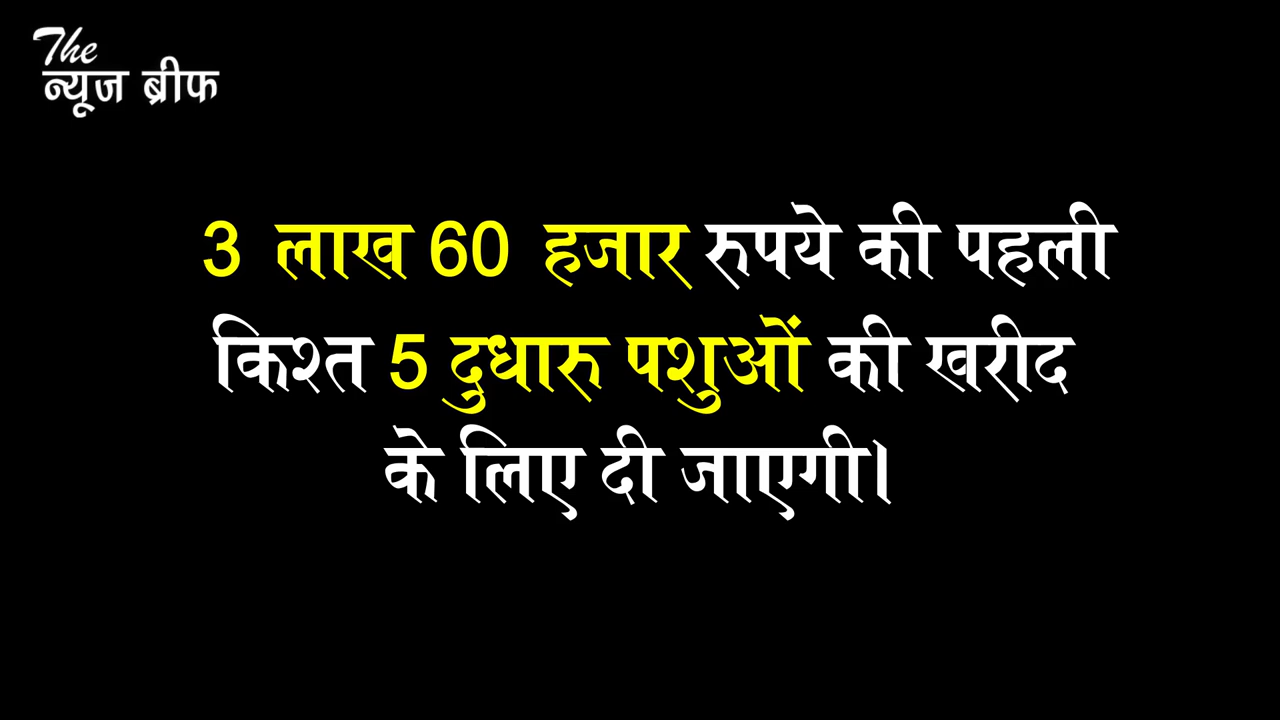 The
न्यूज ब्रीफ
3 लाख 60 हजार रुपये की पहली
किश्त 5 दुधारु पशुओं की खरीद
के लिए दी जाएगी।